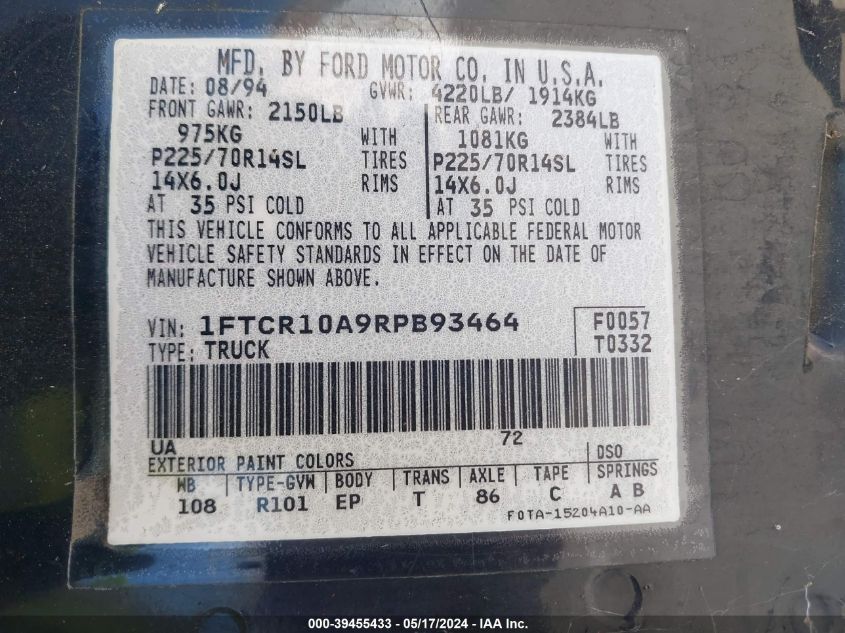 MFD. BY FORD MOTOR CO. IN U.S.A.
DATE: 08/94 GVWR: 4220LB/ 1914KG
FRONT GAWR: 2150LB REAR GAWR: 2384LB
975KG WITH 1081KG WITH
P225/70R14SL TIRES P225/70R14SL TIRES
14X6.0J RIMS 14X6.0J RIMS
AT 35 PSI COLD AT 35 PSI COLD
THIS VEHICLE CONFORMS TO ALL APPLICABLE FEDERAL MOTOR
VEHICLE SAFETY STANDARDS IN EFFECT ON THE DATE OF
MANUFACTURE SHOWN ABOVE.
VIN: 1FTCR10A9RPB93464 F0057
TYPE: TRUCK T0332
UA 72
EXTERIOR PAINT COLORS DSO
WB TYPE-GVW BODY TRANS AXLE TAPE SPRINGS
108 R101 EP T 86 C A B
F0TA-15204A10-AA
000-39455433 - 05/17/2024 - IAA Inc.